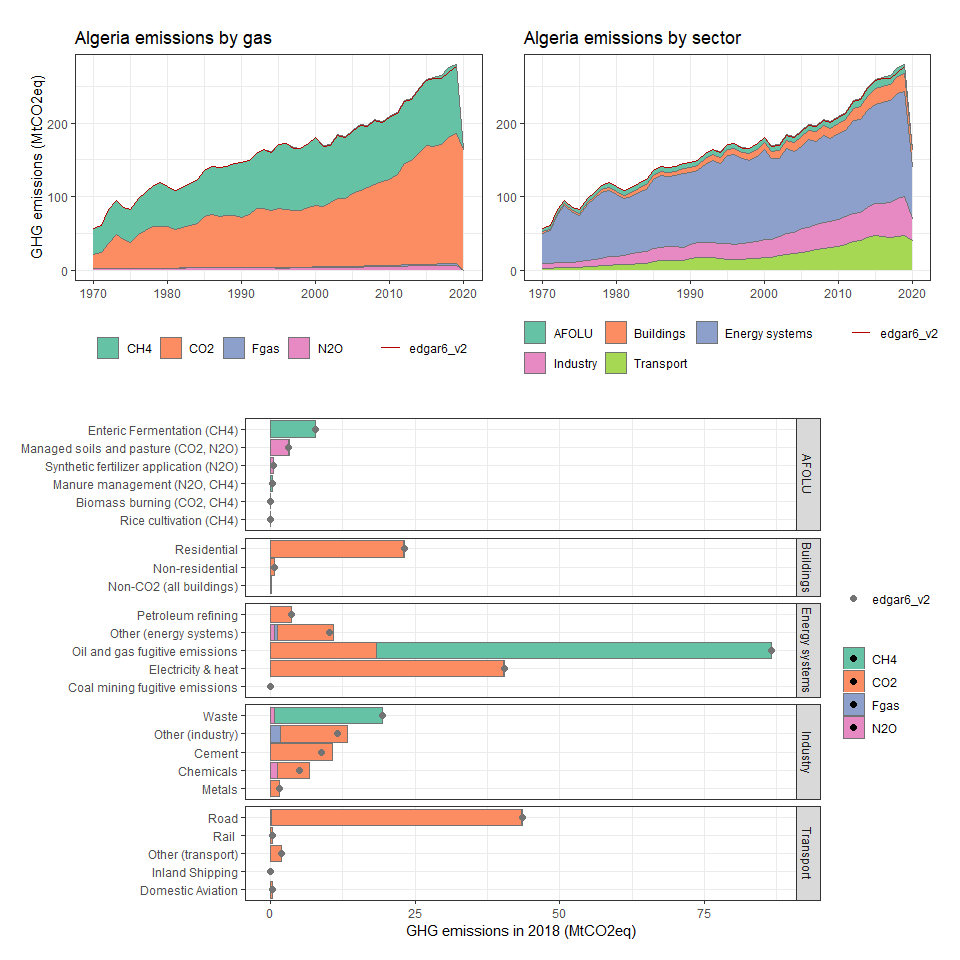 Algeria emissions by gas
GHG emissions (MtCO2eq)
200
100
0
1970 1980 1990 2000 2010 2020
CH4 CO2 Fgas N2O edgar6_v2
Algeria emissions by sector
200
100
0
1970 1980 1990 2000 2010 2020
AFOLU Buildings Energy systems edgar6_v2
Industry Transport
Enteric Fermentation (CH4)
Managed soils and pasture (CO2, N2O)
Synthetic fertilizer application (N2O)
Manure management (N2O, CH4)
Biomass burning (CO2, CH4)
Rice cultivation (CH4)
AFOLU
Residential
Non-residential
Non-CO2 (all buildings)
Buildings
Petroleum refining
Other (energy systems)
Oil and gas fugitive emissions
Electricity & heat
Coal mining fugitive emissions
Energy systems
Waste
Other (industry)
Cement
Chemicals
Metals
Industry
Road
Rail
Other (transport)
Inland Shipping
Domestic Aviation
Transport
0 25 50 75
GHG emissions in 2018 (MtCO2eq)
edgar6_v2
CH4
CO2
Fgas
N2O